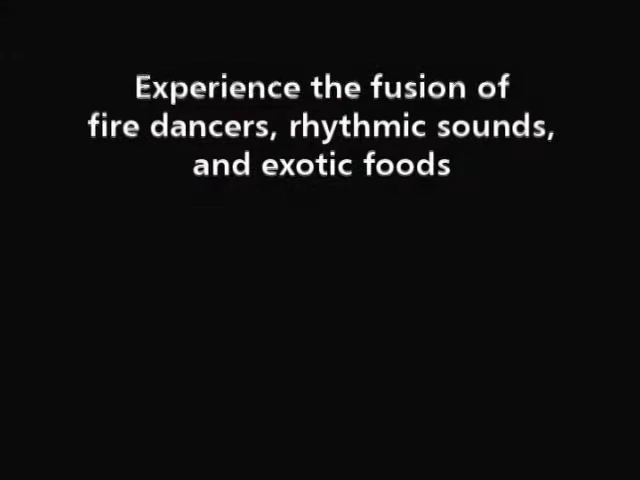 Experience the fusion of
fire dancers, rhythmic sounds,
and exotic foods